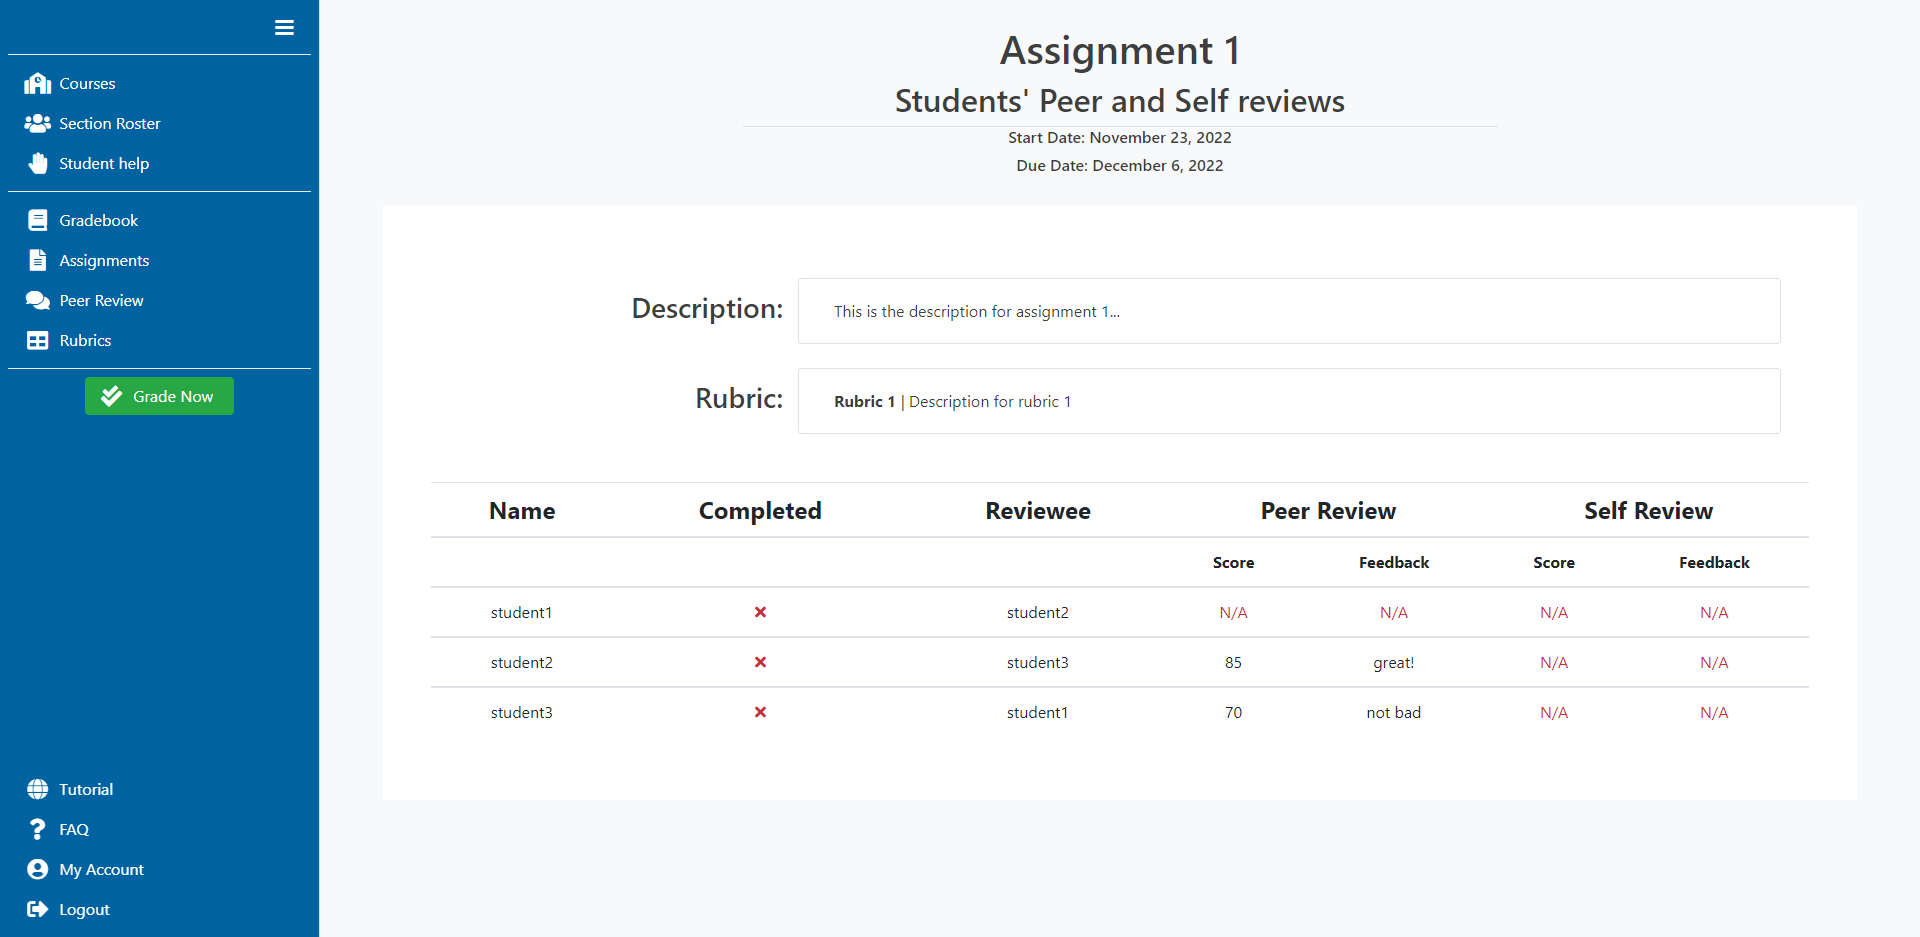 Courses
Section Roster
Student help
Gradebook
Assignments
Peer Review
Rubrics
Grade Now
Tutorial
FAQ
My Account
Logout
Assignment 1
Students' Peer and Self reviews
Start Date: November 23, 2022
Due Date: December 6, 2022
Description: This is the description for assignment 1...
Rubric: Rubric 1 | Description for rubric 1
Name Completed Reviewee Peer Review Self Review
Score Feedback Score Feedback
student1 student2 N/A N/A N/A N/A
student2 student3 85 great! N/A N/A
student3 student1 70 not bad N/A N/A